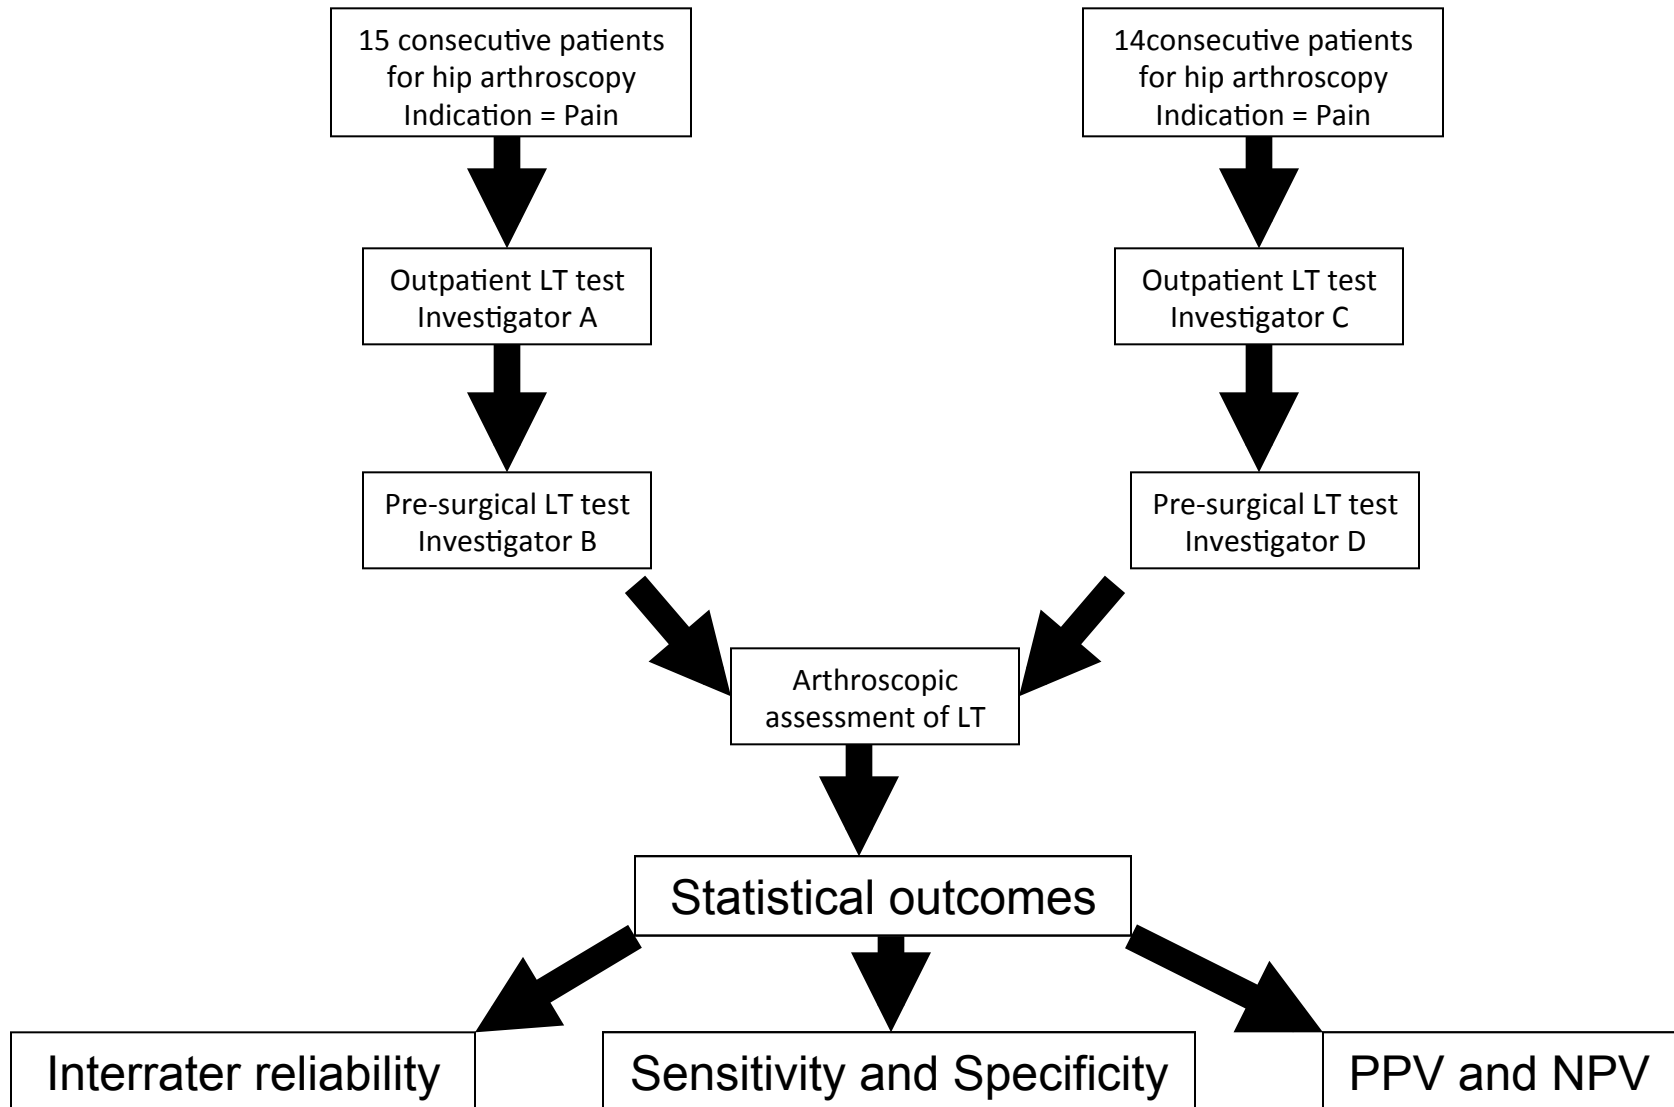 15 consecutive patients
for hip arthroscopy
Indication = Pain
14consecutive patients
for hip arthroscopy
Indication = Pain
Outpatient LT test
Investigator A
Outpatient LT test
Investigator C
Pre-surgical LT test
Investigator B
Pre-surgical LT test
Investigator D
Arthroscopic
assessment of LT
Statistical outcomes
Interrater reliability
Sensitivity and Specificity
PPV and NPV